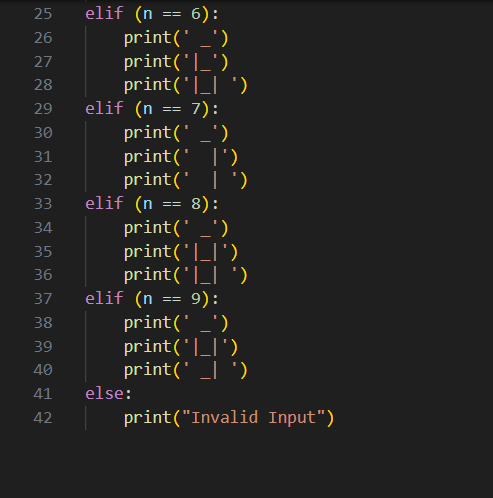 25 elif (n == 6):
26     print(' _')
27     print('|_')
28     print('|_| ')
29 elif (n == 7):
30     print(' _')
31     print('  |')
32     print('  | ')
33 elif (n == 8):
34     print(' _')
35     print('|_|')
36     print('|_| ')
37 elif (n == 9):
38     print(' _')
39     print('|_|')
40     print(' _| ')
41 else:
42     print("Invalid Input")